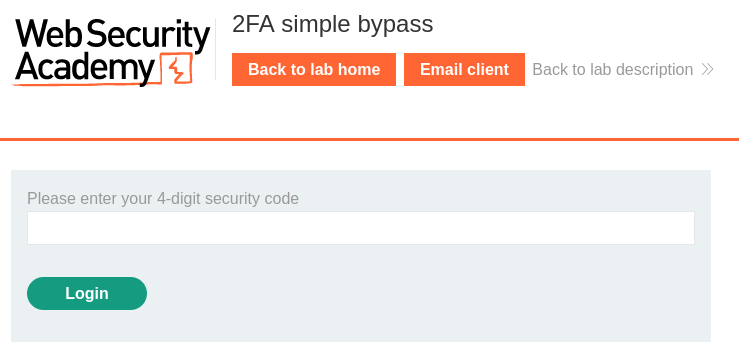 Web Security
Academy
2FA simple bypass
Back to lab home
Email client
Back to lab description
Please enter your 4-digit security code
Login